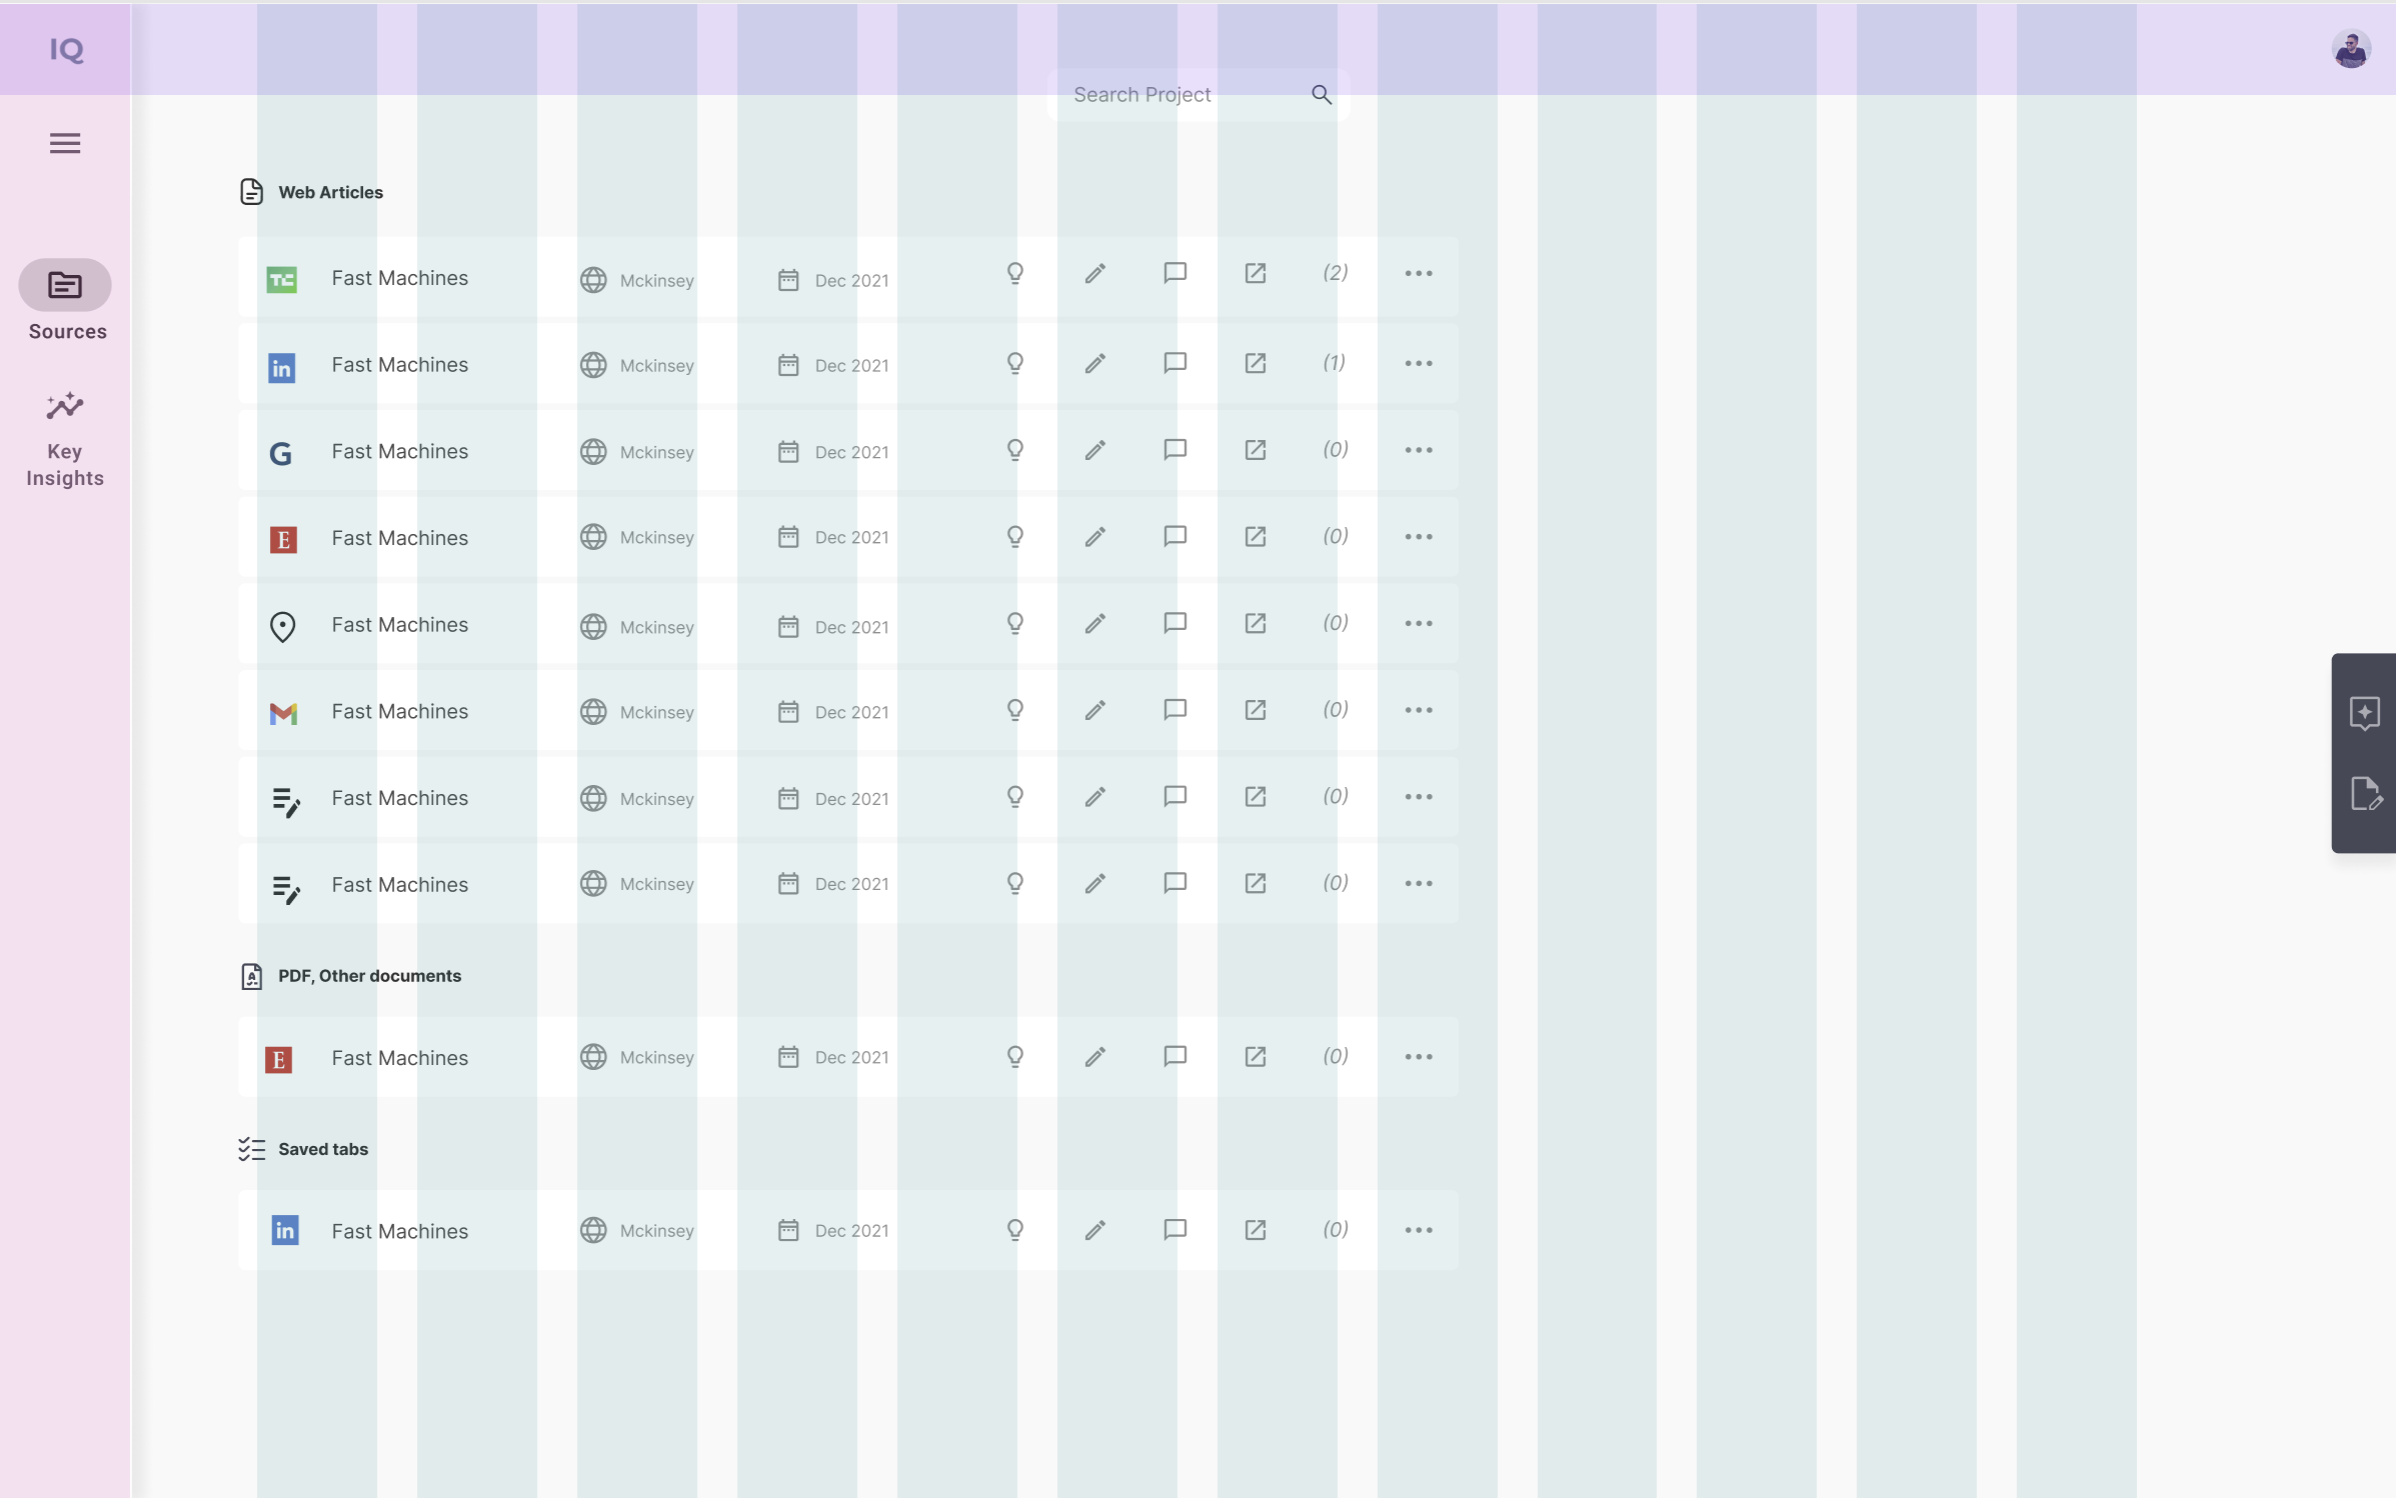 IQ
Search Project
Web Articles
Sources
Key
Insights
TC Fast Machines Mckinsey Dec 2021 (2)
in Fast Machines Mckinsey Dec 2021 (1)
G Fast Machines Mckinsey Dec 2021 (0)
E Fast Machines Mckinsey Dec 2021 (0)
Fast Machines Mckinsey Dec 2021 (0)
Fast Machines Mckinsey Dec 2021 (0)
Fast Machines Mckinsey Dec 2021 (0)
Fast Machines Mckinsey Dec 2021 (0)
PDF, Other documents
E Fast Machines Mckinsey Dec 2021 (0)
Saved tabs
in Fast Machines Mckinsey Dec 2021 (0)